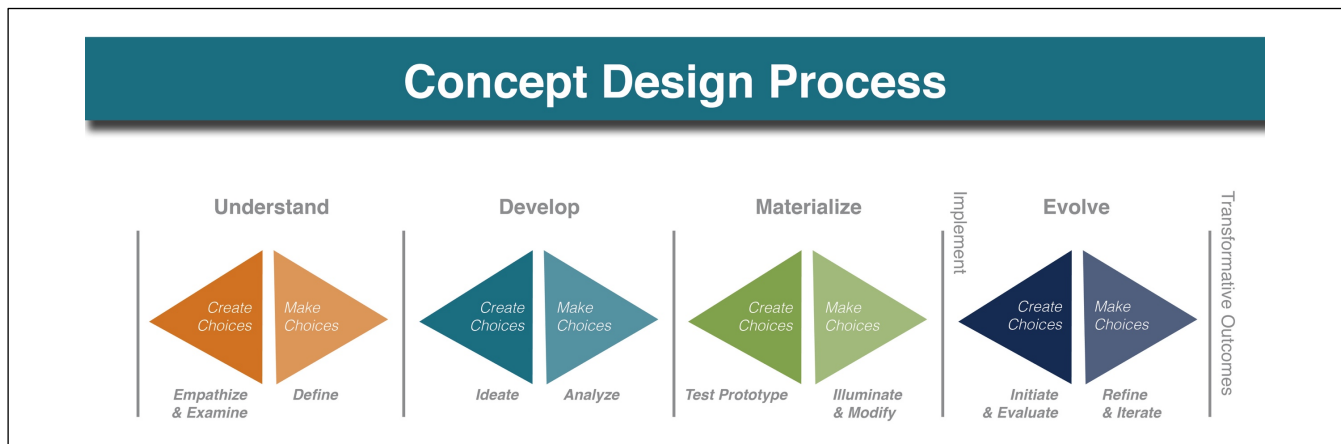 Concept Design Process
Understand
Develop
Materialize
Implement
Evolve
Transformative Outcomes
Create
Choices
Make
Choices
Create
Choices
Make
Choices
Create
Choices
Make
Choices
Create
Choices
Make
Choices
Empathize
& Examine
Define
Ideate
Analyze
Test Prototype
Illuminate
& Modify
Initiate
& Evaluate
Refine
& Iterate